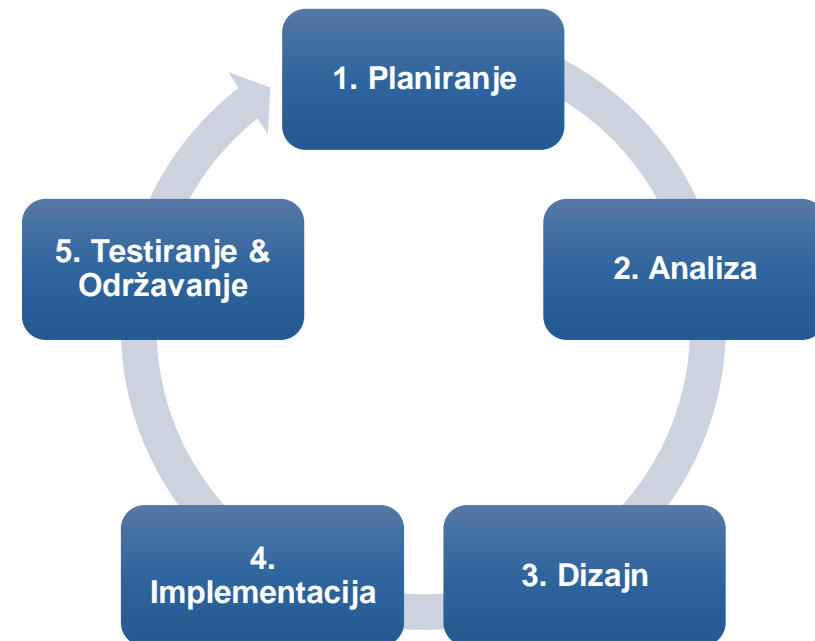 1. Planiranje
2. Analiza
3. Dizajn
4.
Implementacija
5. Testiranje &
Održavanje